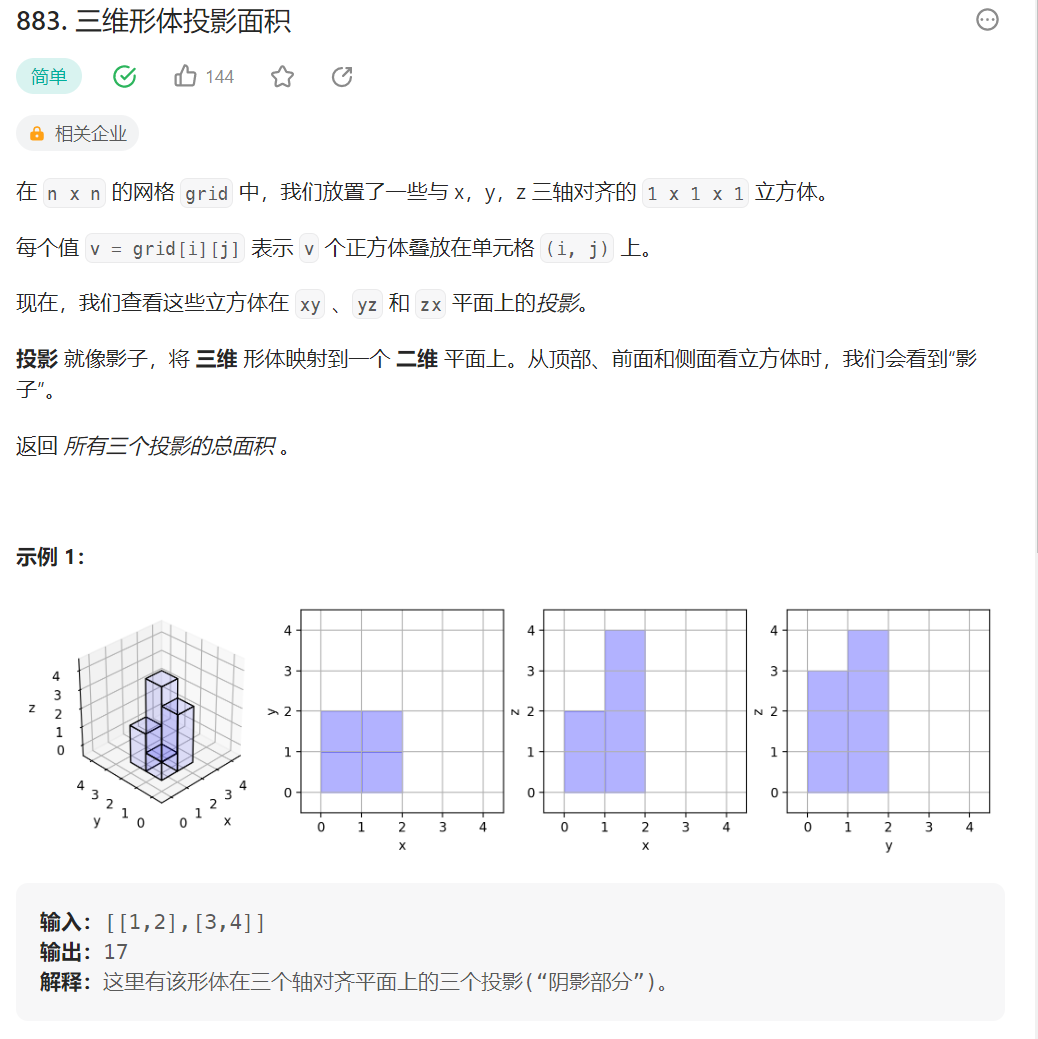 883. 三维形体投影面积
简单 144
相关企业
在 n x n 的网格 grid 中，我们放置了一些与 x，y，z 三轴对齐的 1 x 1 x 1 立方体。
每个值 v = grid[i][j] 表示 v 个正方体叠放在单元格 (i, j) 上。
现在，我们查看这些立方体在 xy 、yz 和 zx 平面上的投影。
投影 就像影子，将 三维 形体映射到一个 二维 平面上。从顶部、前面和侧面看立方体时，我们会看到“影
子”。
返回 所有三个投影的总面积 。
示例 1：
4
3
z 2
1
0
4 3 2 1 0
y
0 1 2 3 4
x
4
3
y 2
1
0
0 1 2 3 4
x
4
3
z 2
1
0
0 1 2 3 4
x
4
3
z 2
1
0
0 1 2 3 4
y
输入：[[1,2],[3,4]]
输出：17
解释：这里有该形体在三个轴对齐平面上的三个投影(“阴影部分”)。